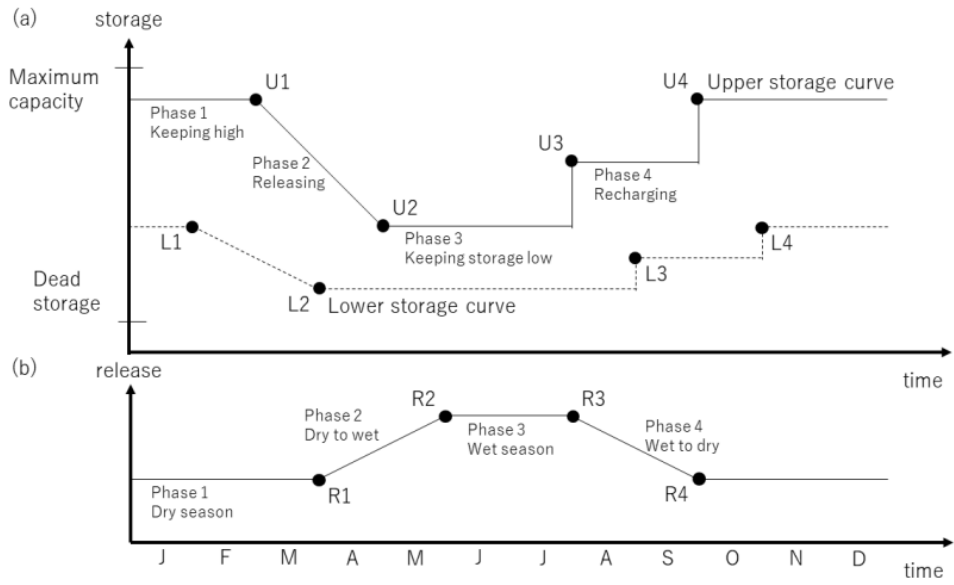 (a)
storage
Maximum
capacity
U1
U4
Upper storage curve
Phase 1
Keeping high
U3
Phase 2
Releasing
Phase 4
Recharging
U2
L1
Phase 3
Keeping storage low
L4
L3
Dead
storage
L2
Lower storage curve
(b)
release
time
R2
R3
Phase 2
Dry to wet
Phase 3
Wet season
Phase 4
Wet to dry
Phase 1
Dry season
R1
R4
J F M A M J J A S O N D
time